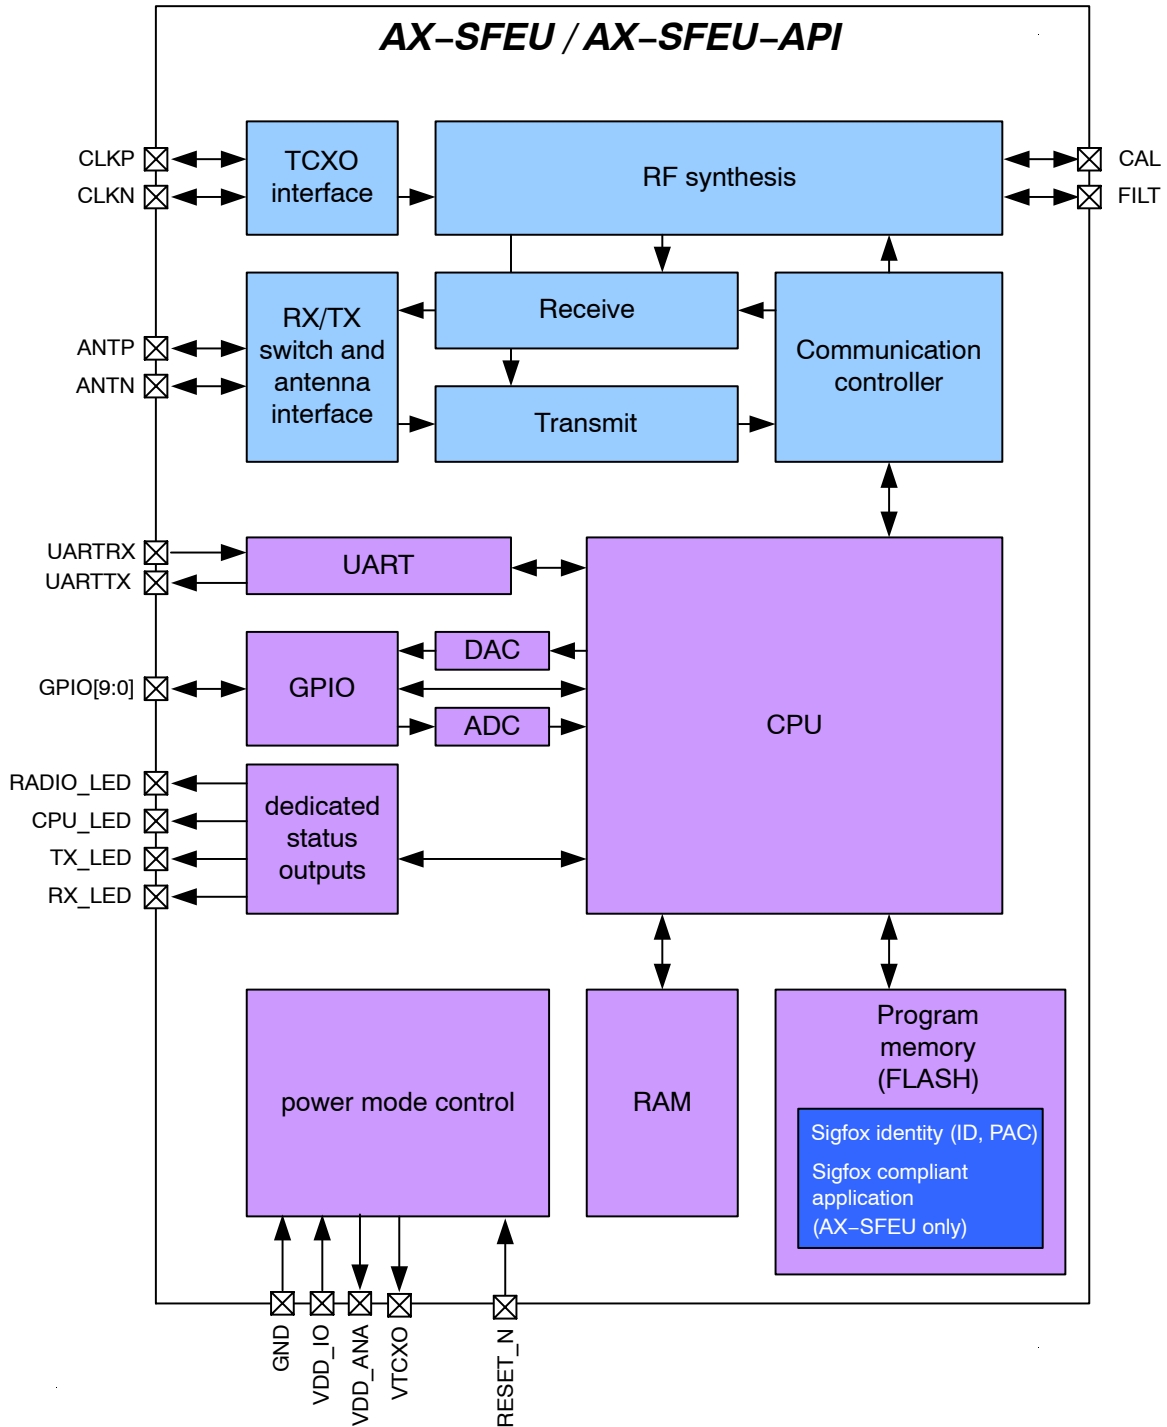 AX–SFEU / AX–SFEU–API
CLKP
CLKN
TCXO
interface
RF synthesis
CAL
FILT
ANTP
ANTN
RX/TX
switch and
antenna
interface
Receive
Transmit
Communication
controller
UARTRX
UARTTX
UART
GPIO[9:0]
GPIO
DAC
ADC
CPU
RADIO_LED
CPU_LED
TX_LED
RX_LED
dedicated
status
outputs
power mode control
RAM
Program
memory
(FLASH)
Sigfox identity (ID, PAC)
Sigfox compliant
application
(AX–SFEU only)
GND
VDD_IO
VDD_ANA
VTCXO
RESET_N